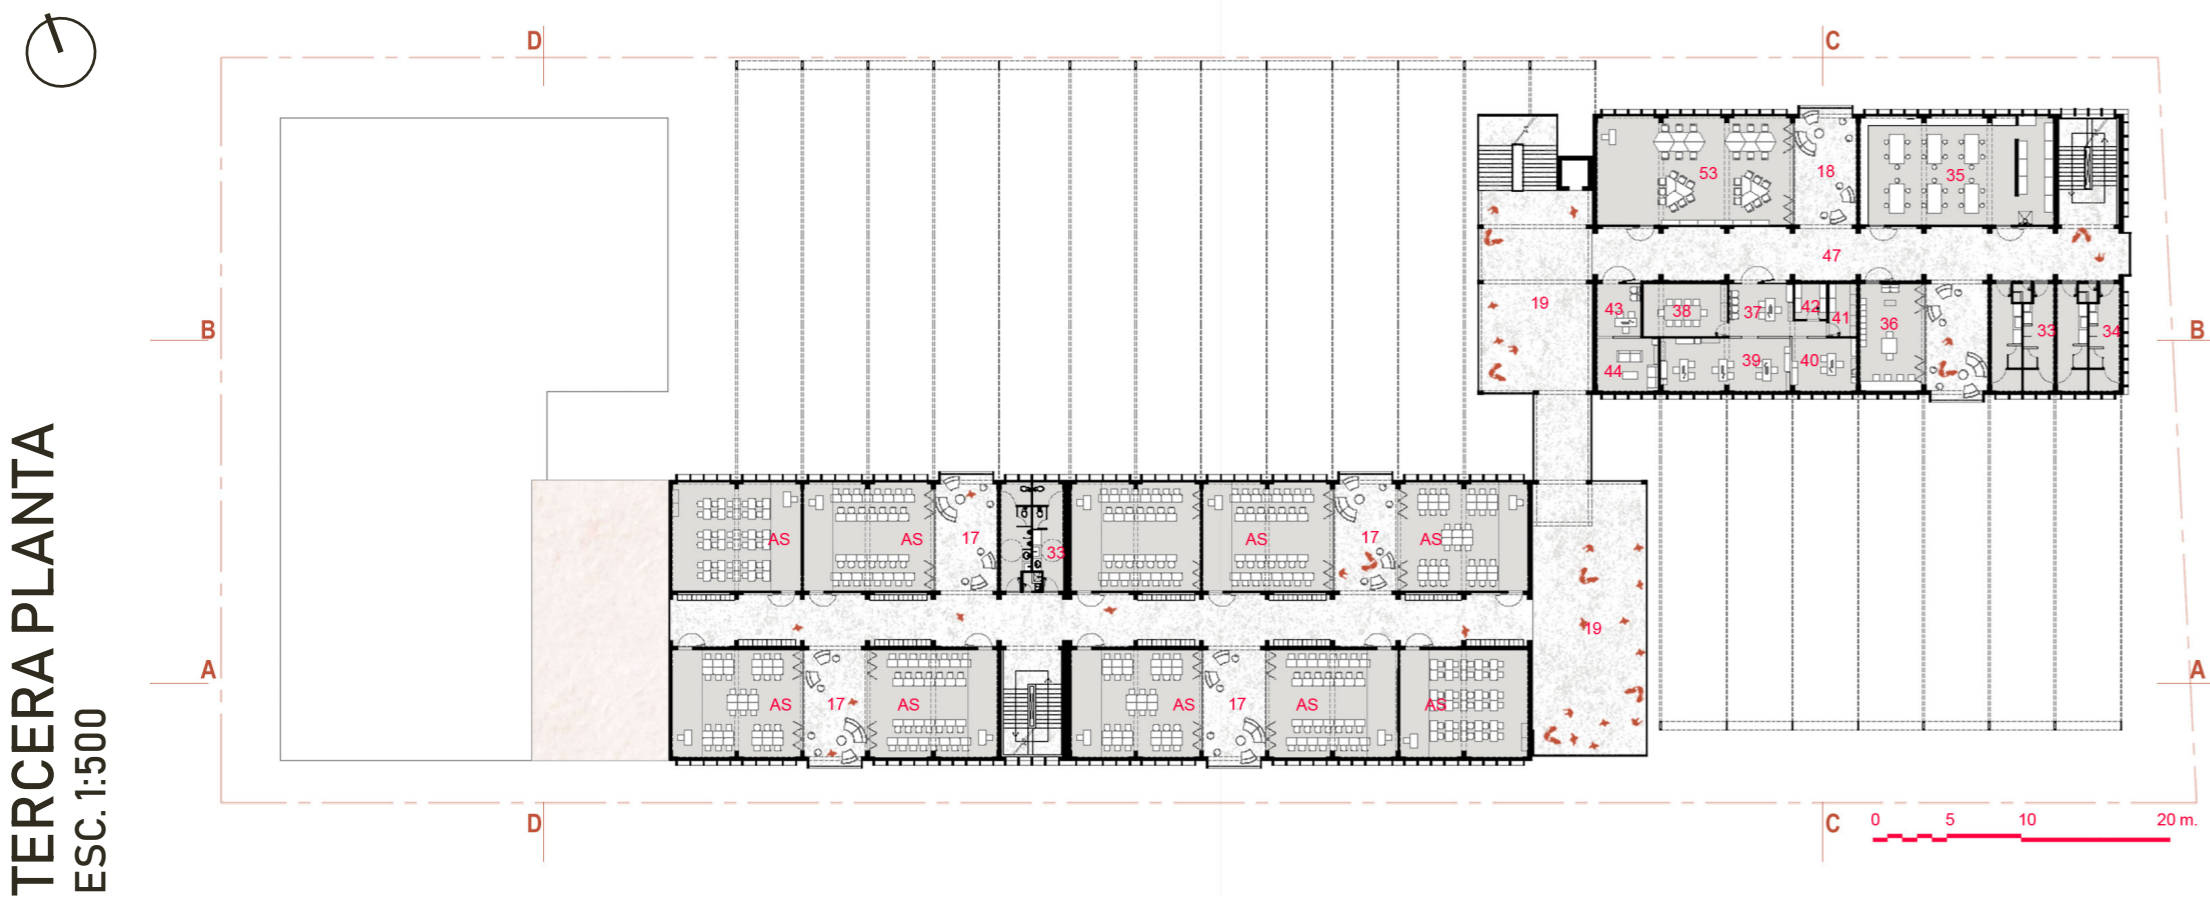 TERCERA PLANTA
ESC. 1:500
D
C
53
18
35
47
19
43
38
37
42
41
36
33
34
44
39
40
B
B
AS
AS
17
33
AS
17
AS
19
A
A
AS
17
AS
AS
17
AS
AS
D
C
0 5 10 20 m.